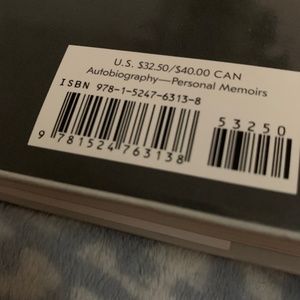 U.S. $32.50/$40.00 CAN
Autobiography—Personal Memoirs
ISBN 978-1-5247-6313-8
53250
9 781524 763138